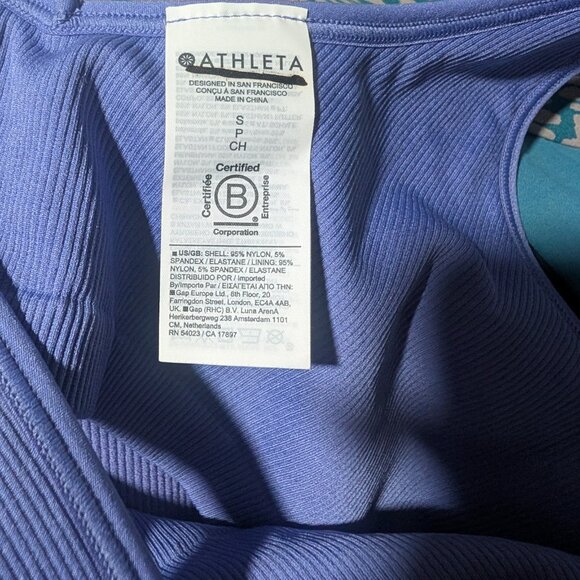 ATHLETA
DESIGNED IN SAN FRANCISCO
CONÇU À SAN FRANCISCO
MADE IN CHINA
S
P
CH
Certified
Certifiée
B
Entreprise
Corporation
US/GB: SHELL: 95% NYLON, 5%
SPANDEX / ELASTANE / LINING: 95%
NYLON, 5% SPANDEX / ELASTANE
DISTRIBUIDO POR / Imported
By/Importe Par / ΕΙΣΑΓΕΤΑΙ ΑΠΟ ΤΗΝ:
Gap Europe Ltd., 6th Floor, 20
Farringdon Street, London, EC4A 4AB,
UK. Gap (RHC) B.V. Luna ArenA
Herikerbergweg 238 Amsterdam 1101
CM, Netherlands
RN 54023 / CA 17897